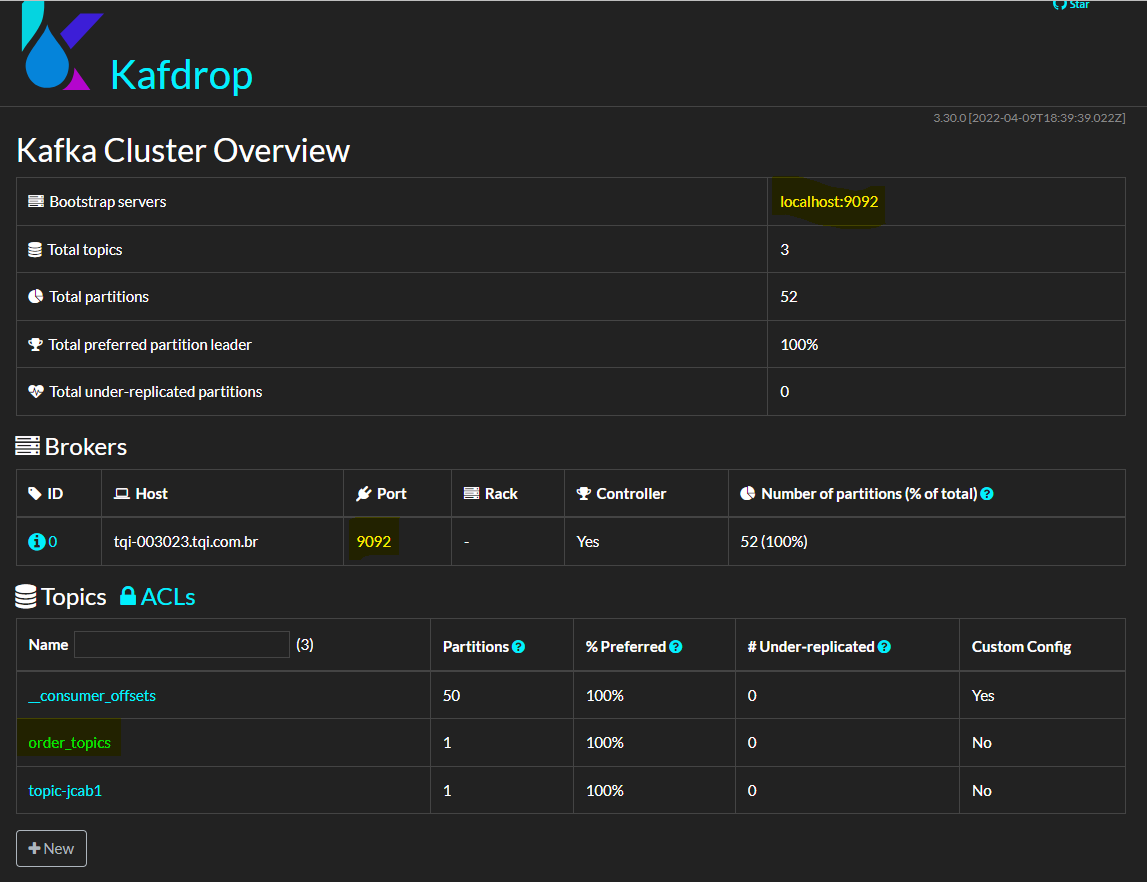 Star
Kafdrop
3.30.0 [2022-04-09T18:39:39.022Z]
Kafka Cluster Overview
Bootstrap servers localhost:9092
Total topics 3
Total partitions 52
Total preferred partition leader 100%
Total under-replicated partitions 0
Brokers
ID Host Port Rack Controller Number of partitions (% of total)
0 tqi-003023.tqi.com.br 9092 - Yes 52 (100%)
Topics ACLs
Name (3) Partitions % Preferred # Under-replicated Custom Config
__consumer_offsets 50 100% 0 Yes
order_topics 1 100% 0 No
topic-jcab1 1 100% 0 No
New